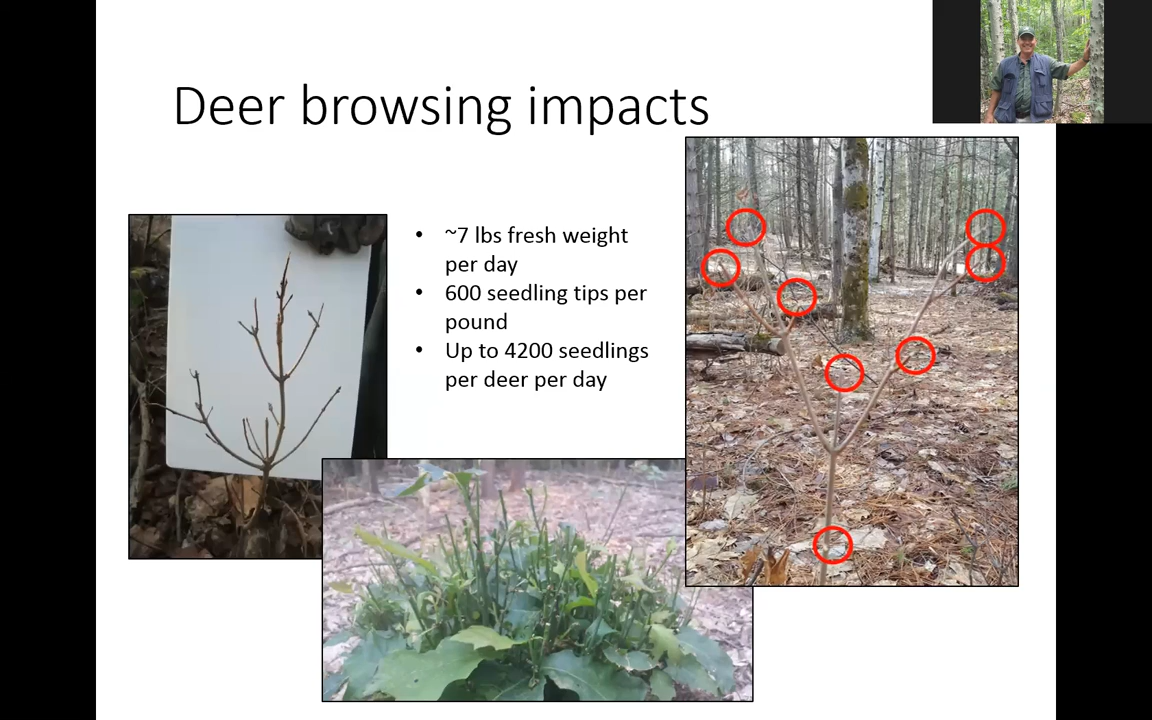 Deer browsing impacts
• ~7 lbs fresh weight
per day
• 600 seedling tips per
pound
• Up to 4200 seedlings
per deer per day